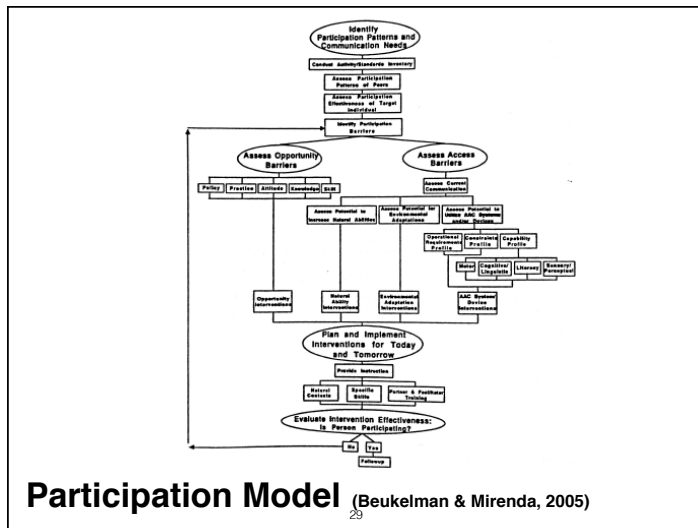 Identify
Participation Patterns and
Communication Needs
Conduct Activity/Standards Inventory
Assess Participation
Patterns of Peers
Assess Participation
Effectiveness of Target
Individual
Identify Participation
Barriers
Assess Opportunity
Barriers
Assess Access
Barriers
Policy
Practice
Attitude
Knowledge
Skill
Assess Current
Communication
Assess Potential to
Increase Natural Abilities
Assess Potential for
Environmental
Adaptations
Assess Potential to
Utilize AAC Systems
and/or Devices
Operational
Requirements
Profile
Constraints
Profile
Capability
Profile
Motor
Cognitive/
Linguistic
Literacy
Sensory/
Perceptual
Opportunity
Interventions
Natural
Ability
Interventions
Environmental
Adaptation
Interventions
AAC System/
Device
Interventions
Plan and Implement
Interventions for Today
and Tomorrow
Provide Instruction
Natural
Contexts
Specific
Skills
Partner & Facilitator
Training
Evaluate Intervention Effectiveness:
Is Person Participating?
No
Yes
Followup
Participation Model (Beukelman & Mirenda, 2005)
29